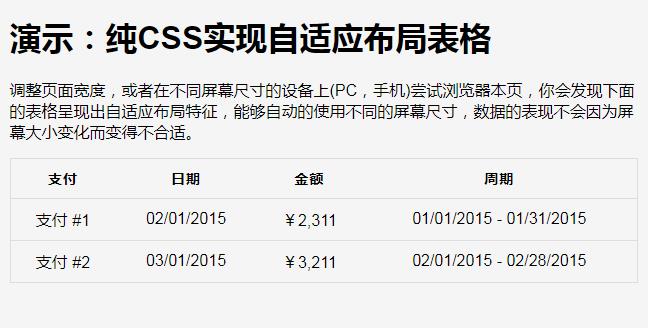 演示：纯CSS实现自适应布局表格
调整页面宽度，或者在不同屏幕尺寸的设备上(PC，手机)尝试浏览器本页，你会发现下面
的表格呈现出自适应布局特征，能够自动的使用不同的屏幕尺寸，数据的表现不会因为屏
幕大小变化而变得不合适。
支付 日期 金额 周期
支付 #1 02/01/2015 ￥2,311 01/01/2015 - 01/31/2015
支付 #2 03/01/2015 ￥3,211 02/01/2015 - 02/28/2015